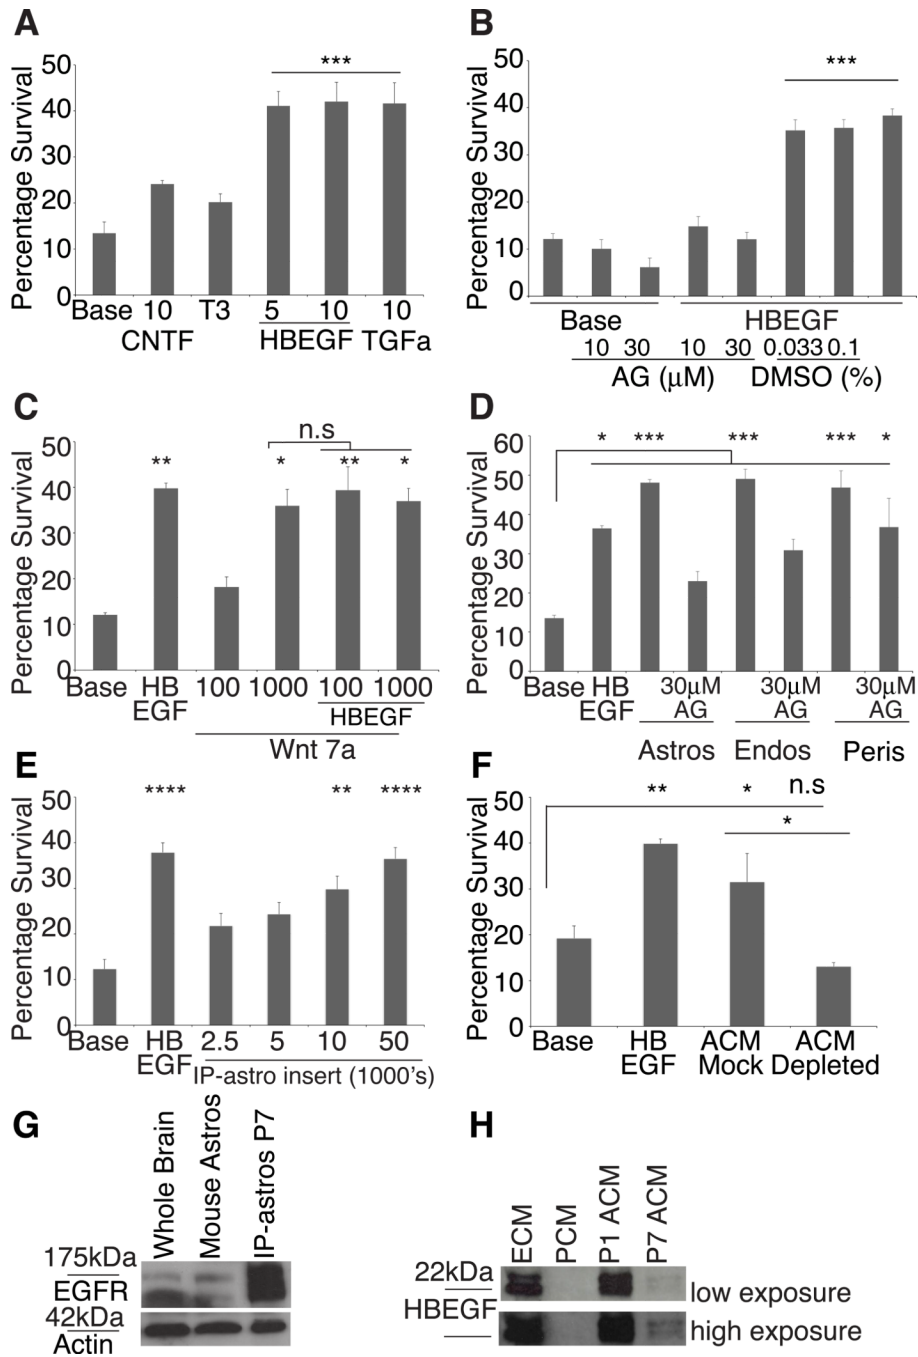 A
Percentage Survival
50
40
30
20
10
0
***
Base 10 T3 5 10 10
CNTF HBEGF TGFa
B
Percentage Survival
50
40
30
20
10
0
***
Base HBEGF
10 30 10 30 0.033 0.1
AG (μM) DMSO (%)
C
Percentage Survival
50
40
30
20
10
0
n.s
** * ** *
Base HB EGF 100 1000 100 1000
HBEGF
Wnt 7a
D
Percentage Survival
60
50
40
30
20
10
0
* *** *** *** *
Base HB EGF 30μM AG 30μM AG 30μM AG
Astros Endos Peris
E
Percentage Survival
50
40
30
20
10
0
**** ** ****
Base HB EGF 2.5 5 10 50
IP-astro insert (1000's)
F
Percentage Survival
50
40
30
20
10
0
** * n.s
*
Base HB EGF ACM Mock ACM Depleted
G
Whole Brain
Mouse Astros
IP-astros P7
175kDa
EGFR
42kDa
Actin
H
ECM
PCM
P1 ACM
P7 ACM
22kDa
HBEGF
low exposure
high exposure